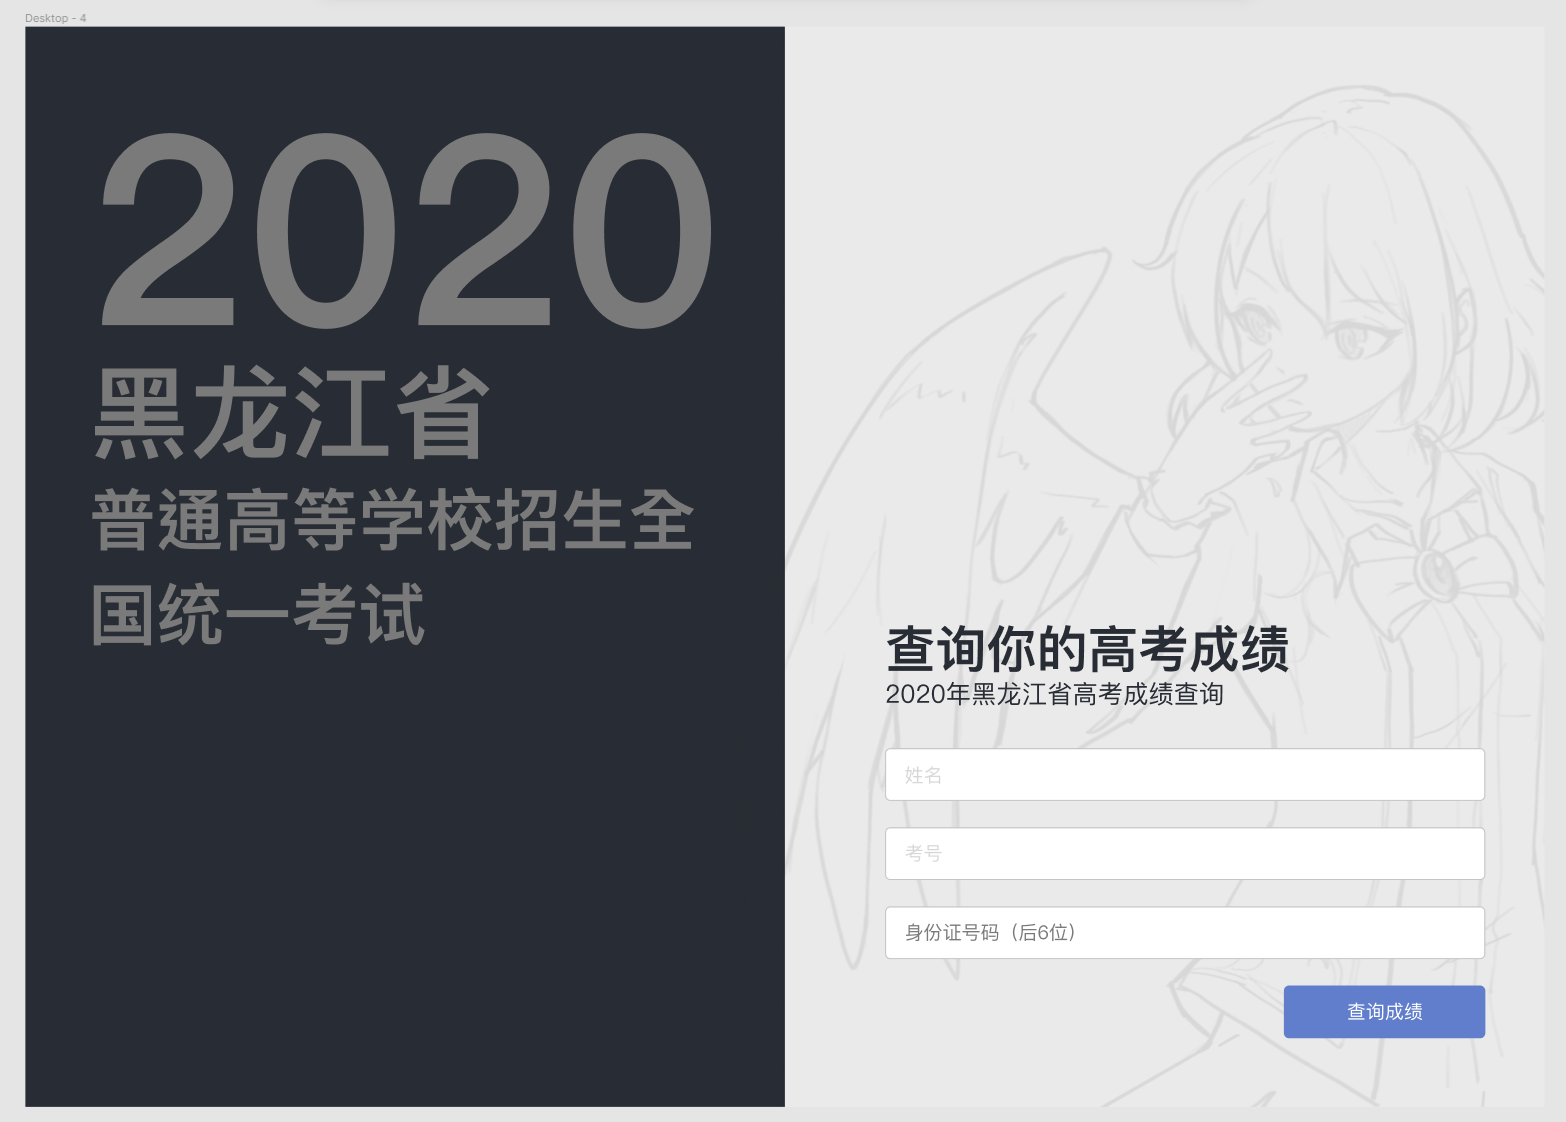 Desktop - 4
2020
黑龙江省
普通高等学校招生全
国统一考试
查询你的高考成绩
2020年黑龙江省高考成绩查询
姓名
考号
身份证号码（后6位）
查询成绩